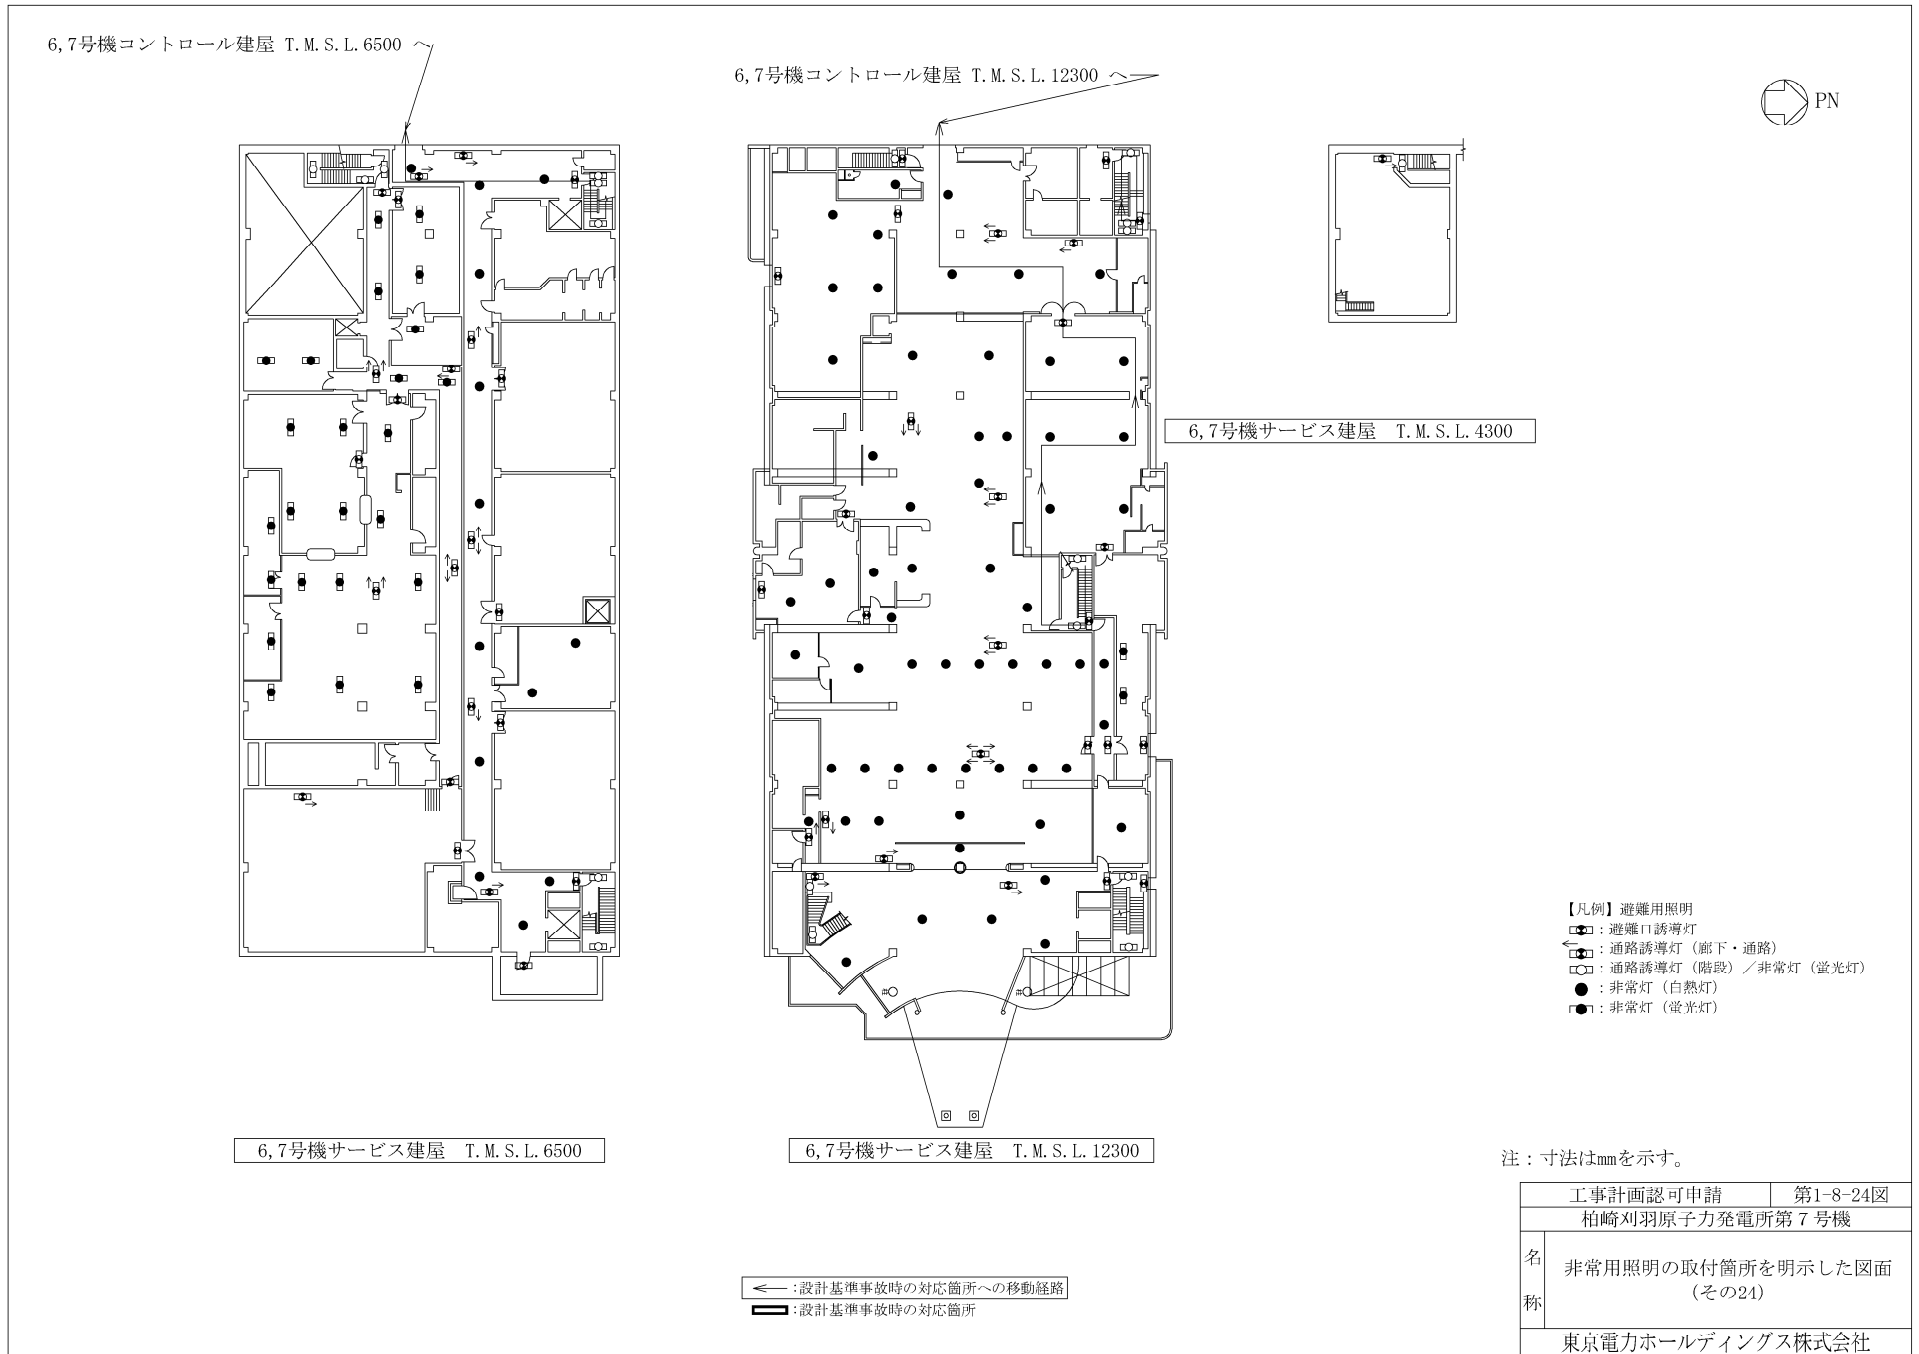 6,7号機コントロール建屋 T.M.S.L.6500 へ
6,7号機コントロール建屋 T.M.S.L.12300 へ
PN
6,7号機サービス建屋 T.M.S.L.4300
【凡例】避難用照明
：避難口誘導灯
：通路誘導灯（廊下・通路）
：通路誘導灯（階段）／非常灯（蛍光灯）
：非常灯（白熱灯）
：非常灯（蛍光灯）
6,7号機サービス建屋 T.M.S.L.6500
6,7号機サービス建屋 T.M.S.L.12300
注：寸法はmmを示す。
工事計画認可申請 第1-8-24図
柏崎刈羽原子力発電所第７号機
名称
非常用照明の取付箇所を明示した図面
（その24）
東京電力ホールディングス株式会社
：設計基準事故時の対応箇所への移動経路
：設計基準事故時の対応箇所